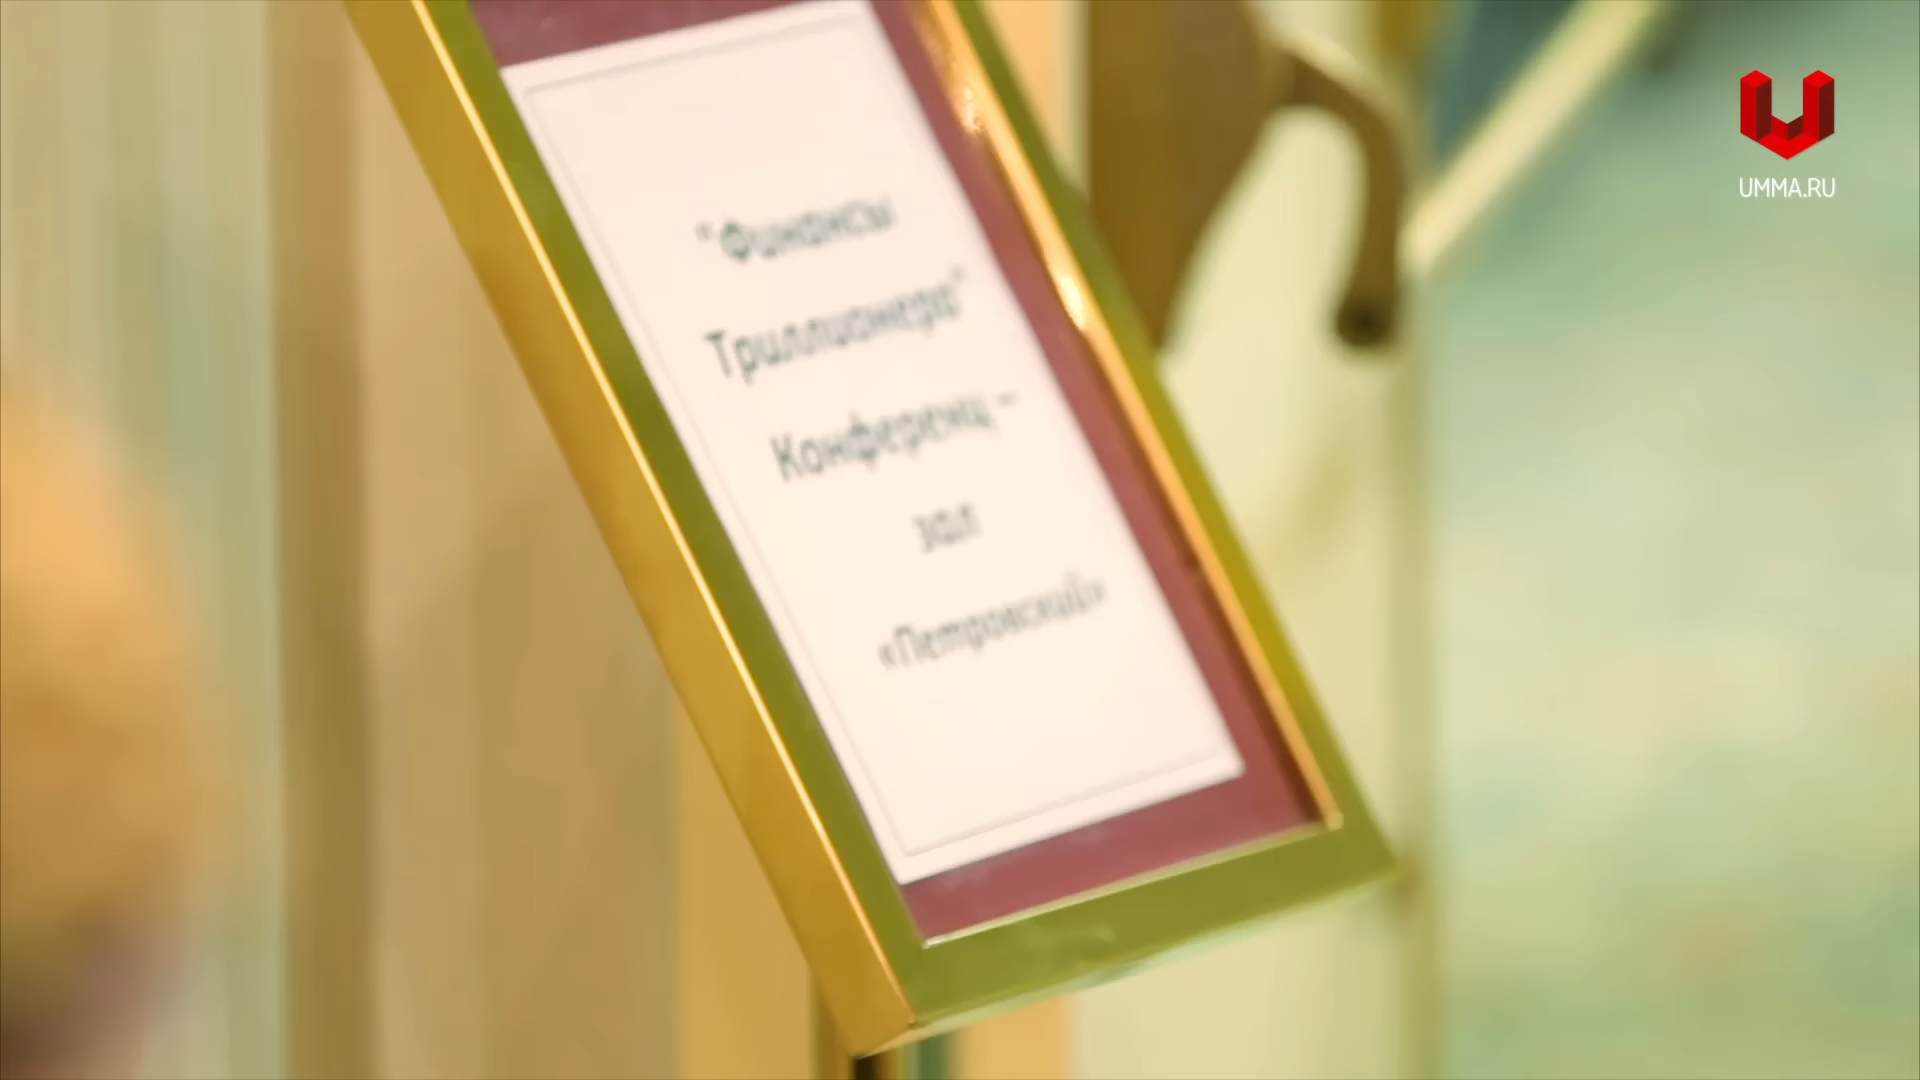 "Финансы
Триллионера"
Конференц -
зал
«Петровский»
UMMA.RU